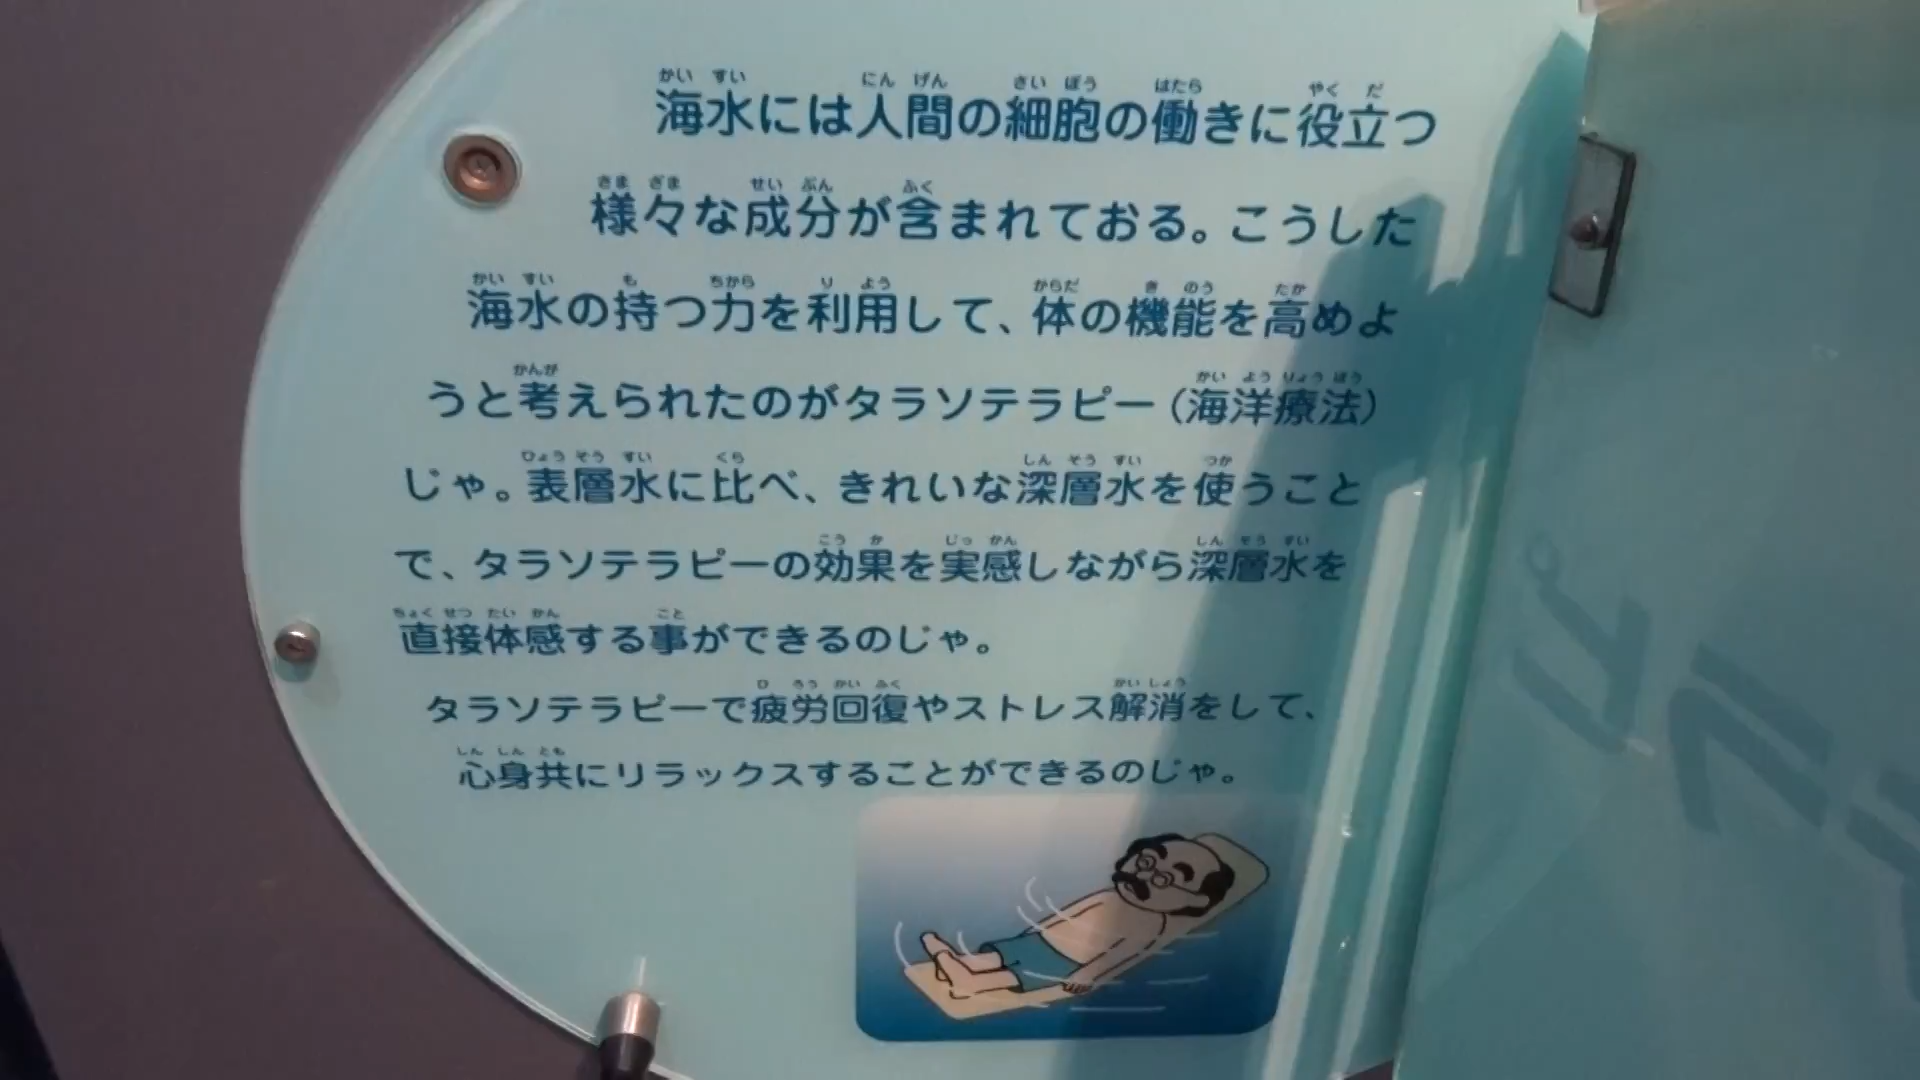 海水には人間の細胞の働きに役立つ
様々な成分が含まれておる。こうした
海水の持つ力を利用して、体の機能を高めよ
うと考えられたのがタラソテラピー(海洋療法)
じゃ。表層水に比べ、きれいな深層水を使うこと
で、タラソテラピーの効果を実感しながら深層水を
直接体感する事ができるのじゃ。
タラソテラピーで疲労回復やストレス解消をして、
心身共にリラックスすることができるのじゃ。